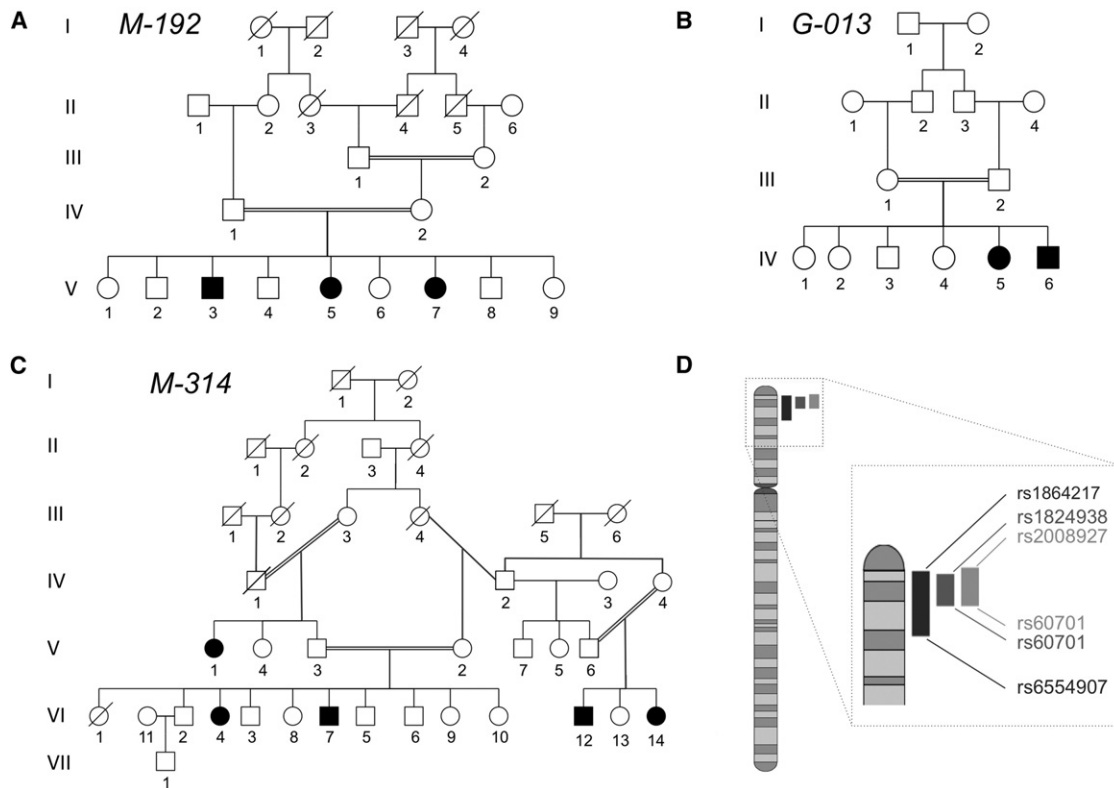 A
M-192
I
1 2 3 4
II
1 2 3 4 5 6
III
1 2
IV
1 2
V
1 2 3 4 5 6 7 8 9
B
G-013
I
1 2
II
1 2 3 4
III
1 2
IV
1 2 3 4 5 6
C
M-314
I
1 2
II
1 2 3 4
III
1 2 3 4 5 6
IV
1 2 3 4
V
1 4 3 2 7 5 6
VI
1 11 2 4 3 8 7 5 6 9 10 12 13 14
VII
1
D
rs1864217
rs1824938
rs2008927
rs60701
rs60701
rs6554907